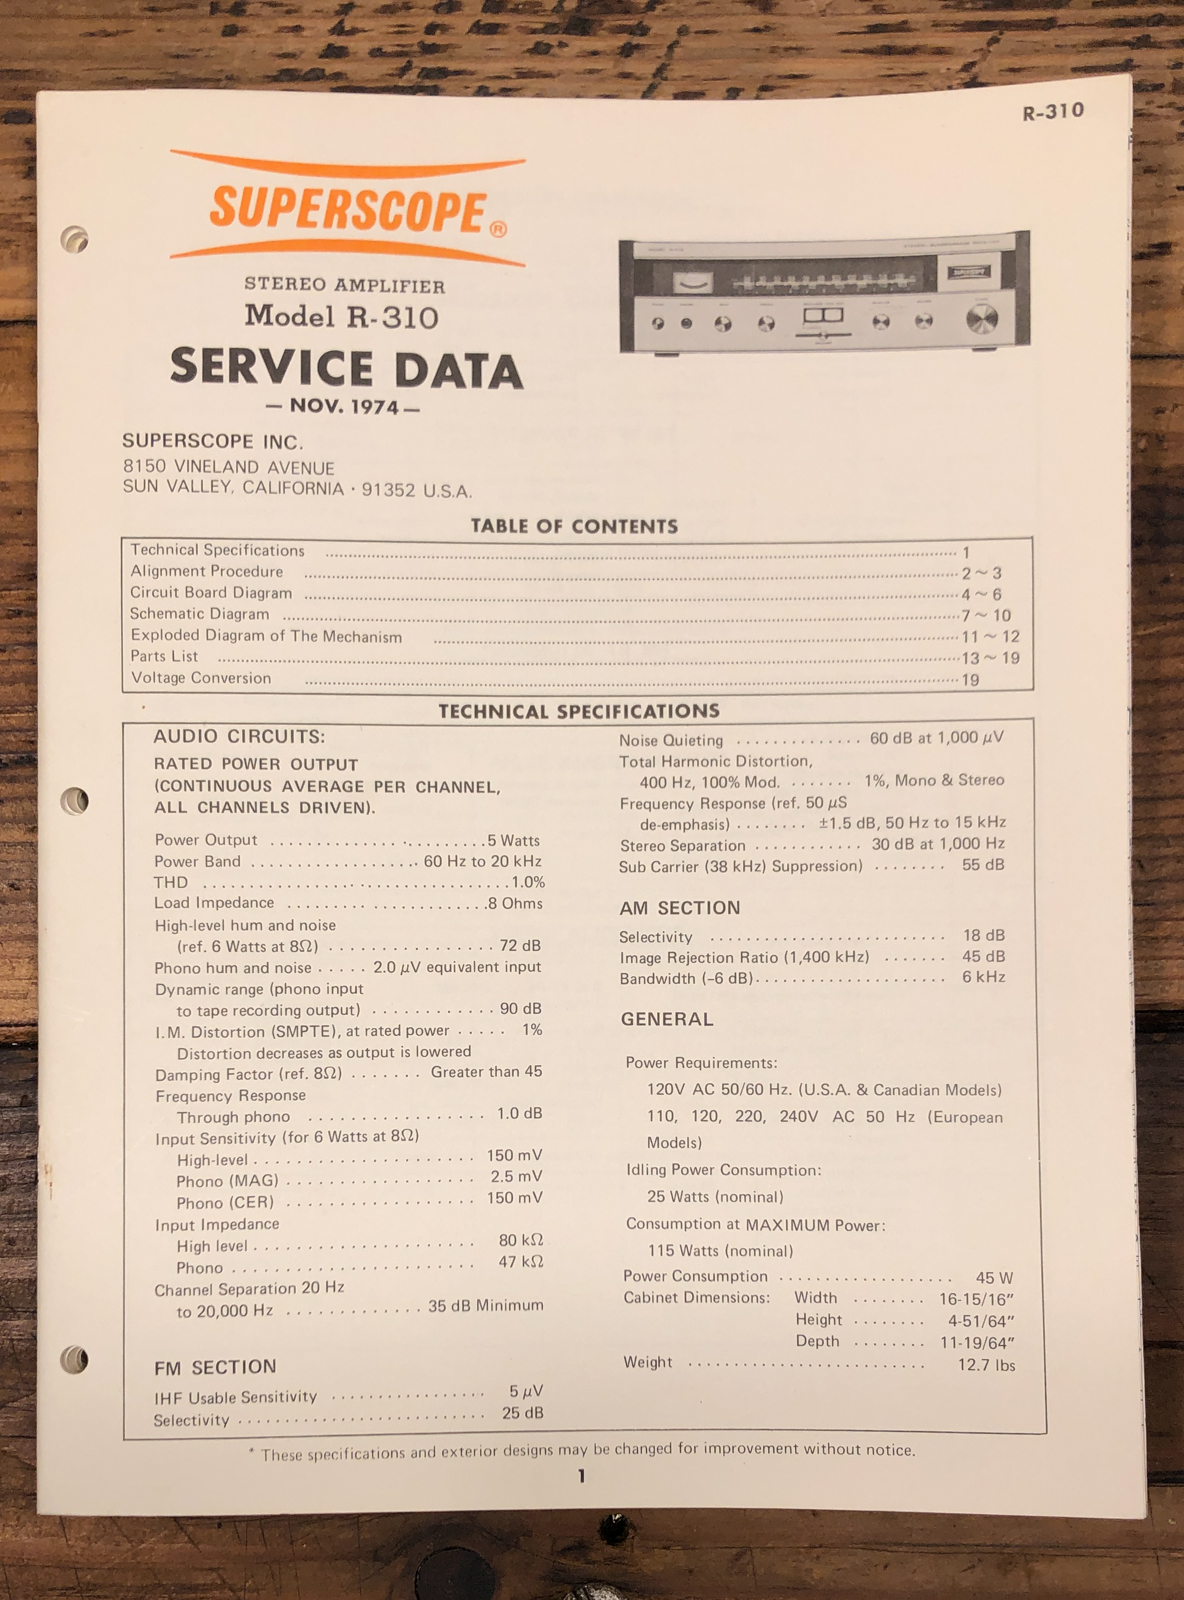 R-310
SUPERSCOPE®
STEREO AMPLIFIER
Model R-310
SERVICE DATA
— NOV. 1974 —
SUPERSCOPE INC.
8150 VINELAND AVENUE
SUN VALLEY, CALIFORNIA · 91352 U.S.A.
TABLE OF CONTENTS
Technical Specifications ........ 1
Alignment Procedure ........ 2 ~ 3
Circuit Board Diagram ........ 4 ~ 6
Schematic Diagram ........ 7 ~ 10
Exploded Diagram of The Mechanism ........ 11 ~ 12
Parts List ........ 13 ~ 19
Voltage Conversion ........ 19
TECHNICAL SPECIFICATIONS
AUDIO CIRCUITS:
RATED POWER OUTPUT
(CONTINUOUS AVERAGE PER CHANNEL,
ALL CHANNELS DRIVEN).
Power Output ........ 5 Watts
Power Band ........ 60 Hz to 20 kHz
THD ........ 1.0%
Load Impedance ........ 8 Ohms
High-level hum and noise
(ref. 6 Watts at 8Ω) ........ 72 dB
Phono hum and noise ..... 2.0 μV equivalent input
Dynamic range (phono input
to tape recording output) ........ 90 dB
I.M. Distortion (SMPTE), at rated power ..... 1%
Distortion decreases as output is lowered
Damping Factor (ref. 8Ω) ....... Greater than 45
Frequency Response
Through phono ........ 1.0 dB
Input Sensitivity (for 6 Watts at 8Ω)
High-level ........ 150 mV
Phono (MAG) ........ 2.5 mV
Phono (CER) ........ 150 mV
Input Impedance
High level ........ 80 kΩ
Phono ........ 47 kΩ
Channel Separation 20 Hz
to 20,000 Hz ........ 35 dB Minimum
FM SECTION
IHF Usable Sensitivity ........ 5 μV
Selectivity ........ 25 dB
Noise Quieting ........ 60 dB at 1,000 μV
Total Harmonic Distortion,
400 Hz, 100% Mod. ....... 1%, Mono & Stereo
Frequency Response (ref. 50 μS
de-emphasis) ........ ±1.5 dB, 50 Hz to 15 kHz
Stereo Separation ........ 30 dB at 1,000 Hz
Sub Carrier (38 kHz) Suppression) ........ 55 dB
AM SECTION
Selectivity ........ 18 dB
Image Rejection Ratio (1,400 kHz) ....... 45 dB
Bandwidth (–6 dB) ........ 6 kHz
GENERAL
Power Requirements:
120V AC 50/60 Hz. (U.S.A. & Canadian Models)
110, 120, 220, 240V AC 50 Hz (European
Models)
Idling Power Consumption:
25 Watts (nominal)
Consumption at MAXIMUM Power:
115 Watts (nominal)
Power Consumption ........ 45 W
Cabinet Dimensions: Width ........ 16-15/16"
Height ........ 4-51/64"
Depth ........ 11-19/64"
Weight ........ 12.7 lbs
* These specifications and exterior designs may be changed for improvement without notice.
1